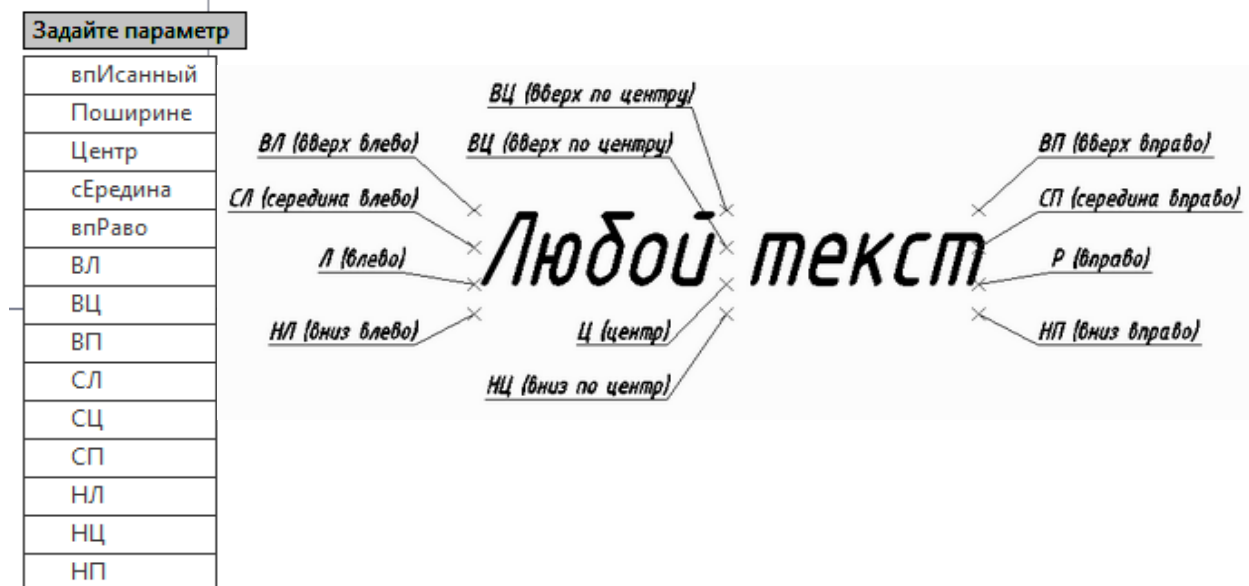 Задайте параметр
впИсанный
Поширине
Центр
сЕредина
впРаво
ВЛ
ВЦ
ВП
СЛ
СЦ
СП
НЛ
НЦ
НП
ВЦ (вверх по центру)
ВЛ (вверх влево)
ВЦ (вверх по центру)
ВП (вверх вправо)
СЛ (середина влево)
СП (середина вправо)
Любой текст
Л (влево)
Р (вправо)
НЛ (вниз влево)
Ц (центр)
НП (вниз вправо)
НЦ (вниз по центр)